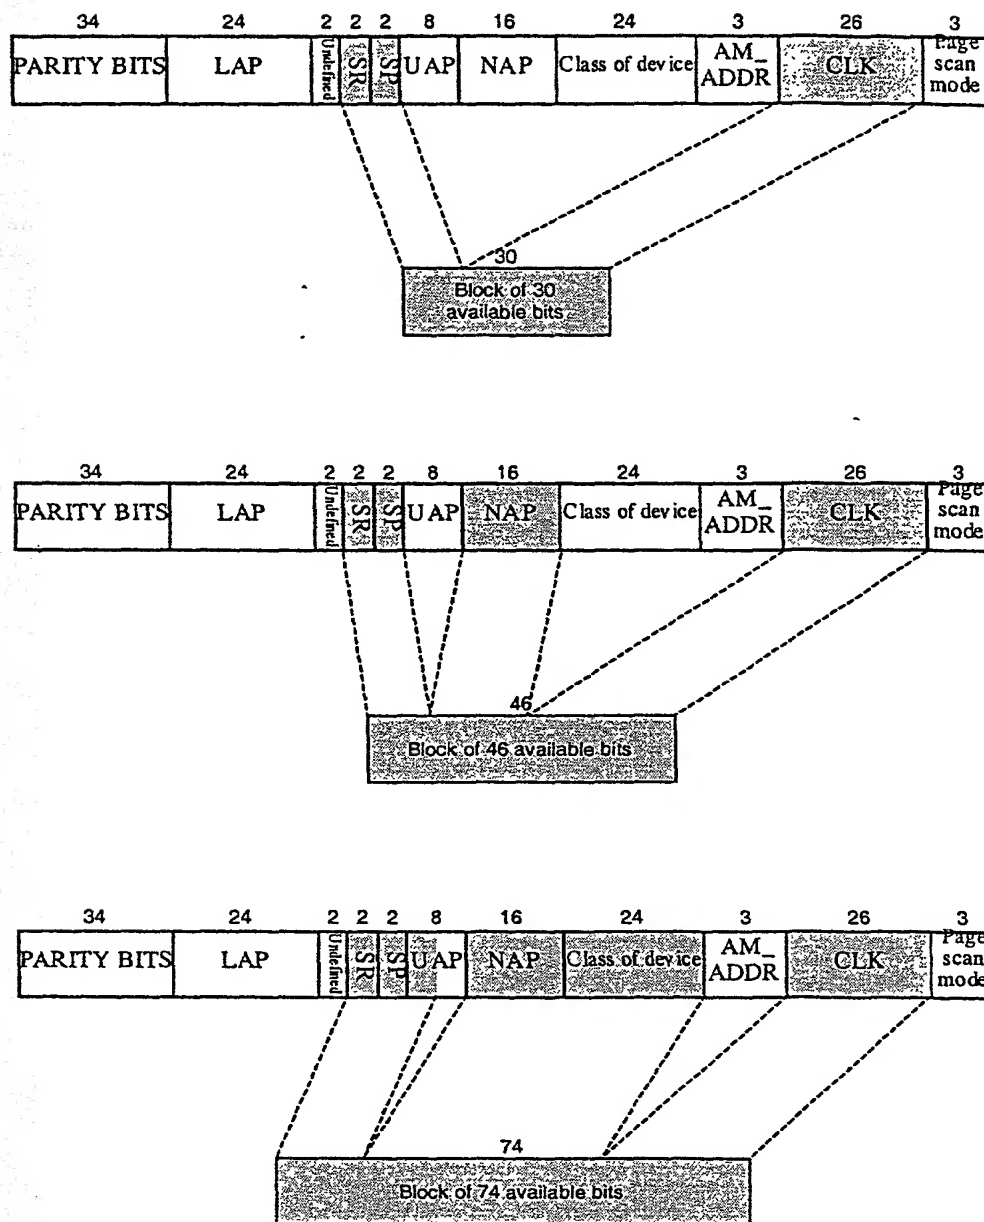 34 24 2 2 2 8 16 24 3 26 3
PARITY BITS LAP Undefined SR SP UAP NAP Class of device AM_ ADDR CLK Page scan mode
30
Block of 30
available bits
34 24 2 2 2 8 16 24 3 26 3
PARITY BITS LAP Undefined SR SP UAP NAP Class of device AM_ ADDR CLK Page scan mode
46
Block of 46 available bits
34 24 2 2 2 8 16 24 3 26 3
PARITY BITS LAP Undefined SR SP UAP NAP Class of device AM_ ADDR CLK Page scan mode
74
Block of 74 available bits